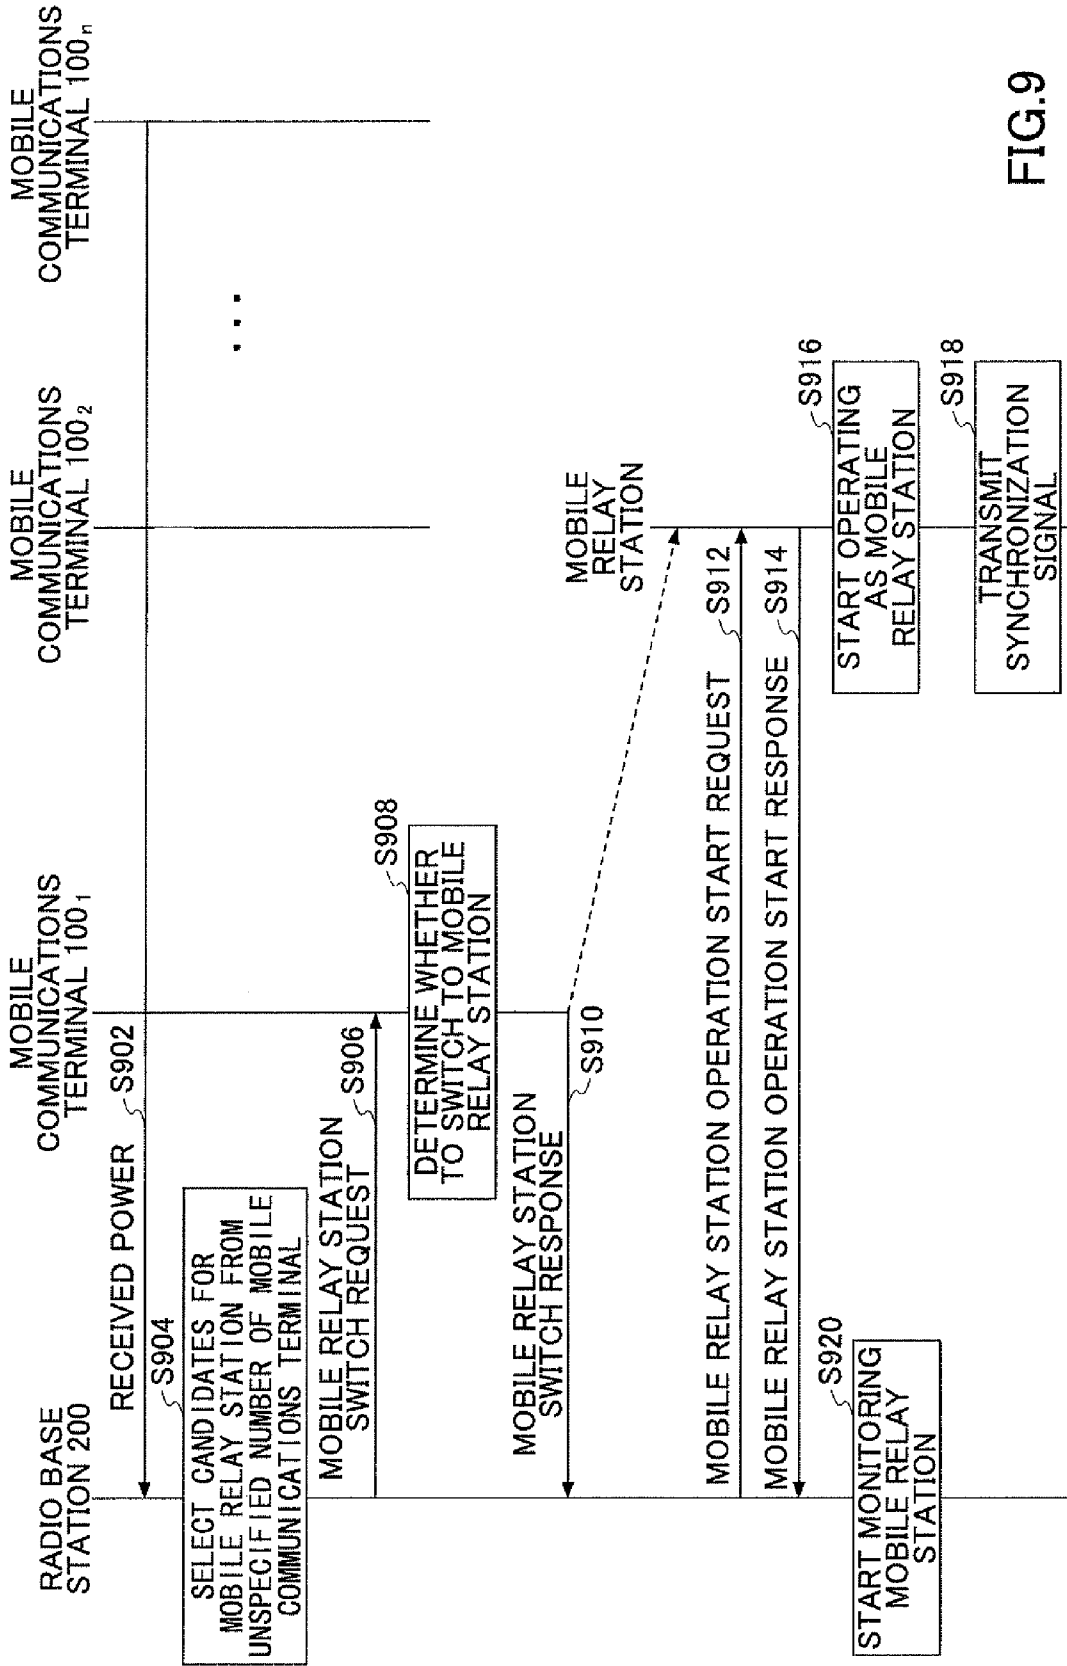 RADIO BASE
STATION 200
MOBILE
COMMUNICATIONS
TERMINAL 100₁
MOBILE
COMMUNICATIONS
TERMINAL 100₂
MOBILE
COMMUNICATIONS
TERMINAL 100ₙ
RECEIVED POWER
S902
S904
SELECT CANDIDATES FOR
MOBILE RELAY STATION FROM
UNSPECIFIED NUMBER OF MOBILE
COMMUNICATIONS TERMINAL
...
MOBILE RELAY STATION
SWITCH REQUEST
S906
S908
DETERMINE WHETHER
TO SWITCH TO MOBILE
RELAY STATION
MOBILE RELAY STATION
SWITCH RESPONSE
S910
MOBILE
RELAY
STATION
MOBILE RELAY STATION OPERATION START REQUEST
S912
MOBILE RELAY STATION OPERATION START RESPONSE
S914
S916
START OPERATING
AS MOBILE
RELAY STATION
S920
START MONITORING
MOBILE RELAY
STATION
S918
TRANSMIT
SYNCHRONIZATION
SIGNAL
FIG.9